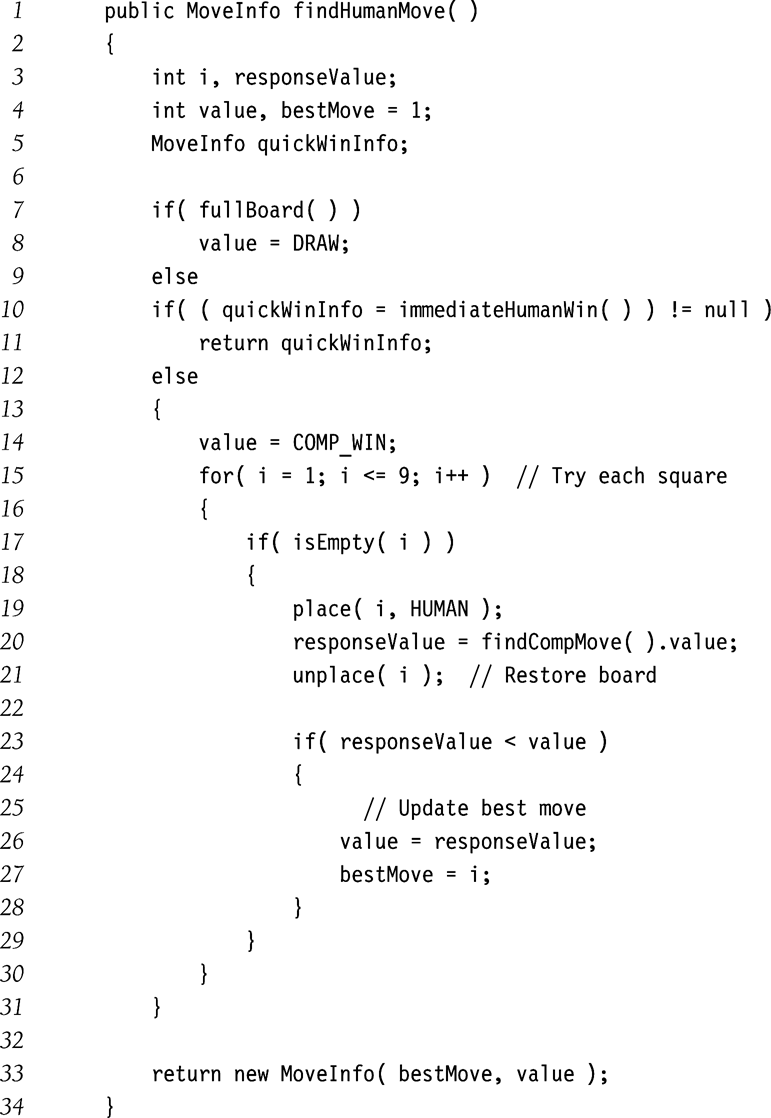 1 public MoveInfo findHumanMove( )
2 {
3 int i, responseValue;
4 int value, bestMove = 1;
5 MoveInfo quickWinInfo;
6
7 if( fullBoard( ) )
8 value = DRAW;
9 else
10 if( ( quickWinInfo = immediateHumanWin( ) ) != null )
11 return quickWinInfo;
12 else
13 {
14 value = COMP_WIN;
15 for( i = 1; i <= 9; i++ ) // Try each square
16 {
17 if( isEmpty( i ) )
18 {
19 place( i, HUMAN );
20 responseValue = findCompMove( ).value;
21 unplace( i ); // Restore board
22
23 if( responseValue < value )
24 {
25 // Update best move
26 value = responseValue;
27 bestMove = i;
28 }
29 }
30 }
31 }
32
33 return new MoveInfo( bestMove, value );
34 }